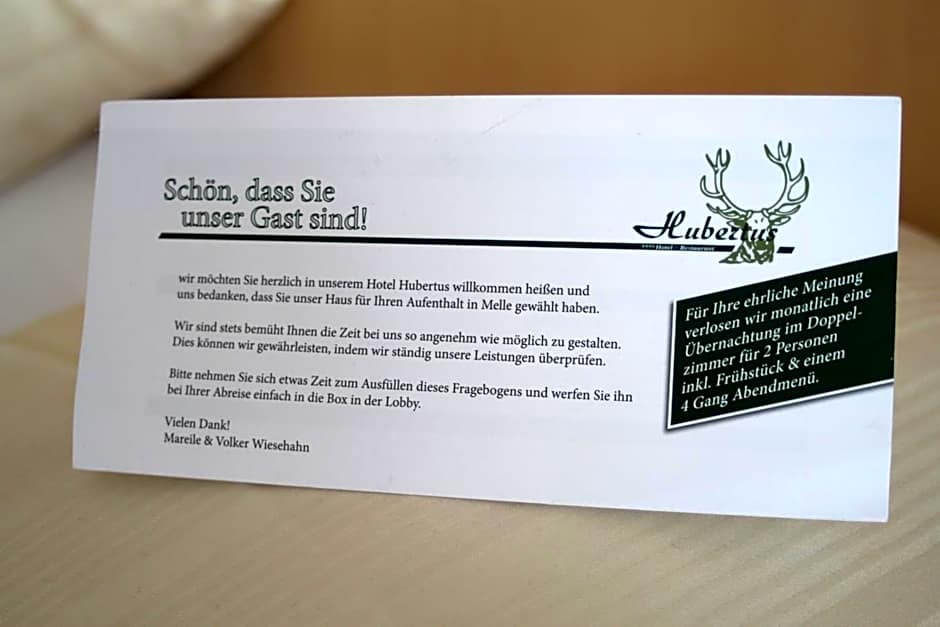 Schön, dass Sie
unser Gast sind!
Hubertus
**** Hotel - Restaurant
wir möchten Sie herzlich in unserem Hotel Hubertus willkommen heißen und
uns bedanken, dass Sie unser Haus für Ihren Aufenthalt in Melle gewählt haben.
Wir sind stets bemüht Ihnen die Zeit bei uns so angenehm wie möglich zu gestalten.
Dies können wir gewährleisten, indem wir ständig unsere Leistungen überprüfen.
Bitte nehmen Sie sich etwas Zeit zum Ausfüllen dieses Fragebogens und werfen Sie ihn
bei Ihrer Abreise einfach in die Box in der Lobby.
Vielen Dank!
Mareile & Volker Wiesehahn
Für Ihre ehrliche Meinung
verlosen wir monatlich eine
Übernachtung im Doppel-
zimmer für 2 Personen
inkl. Frühstück & einem
4 Gang Abendmenü.